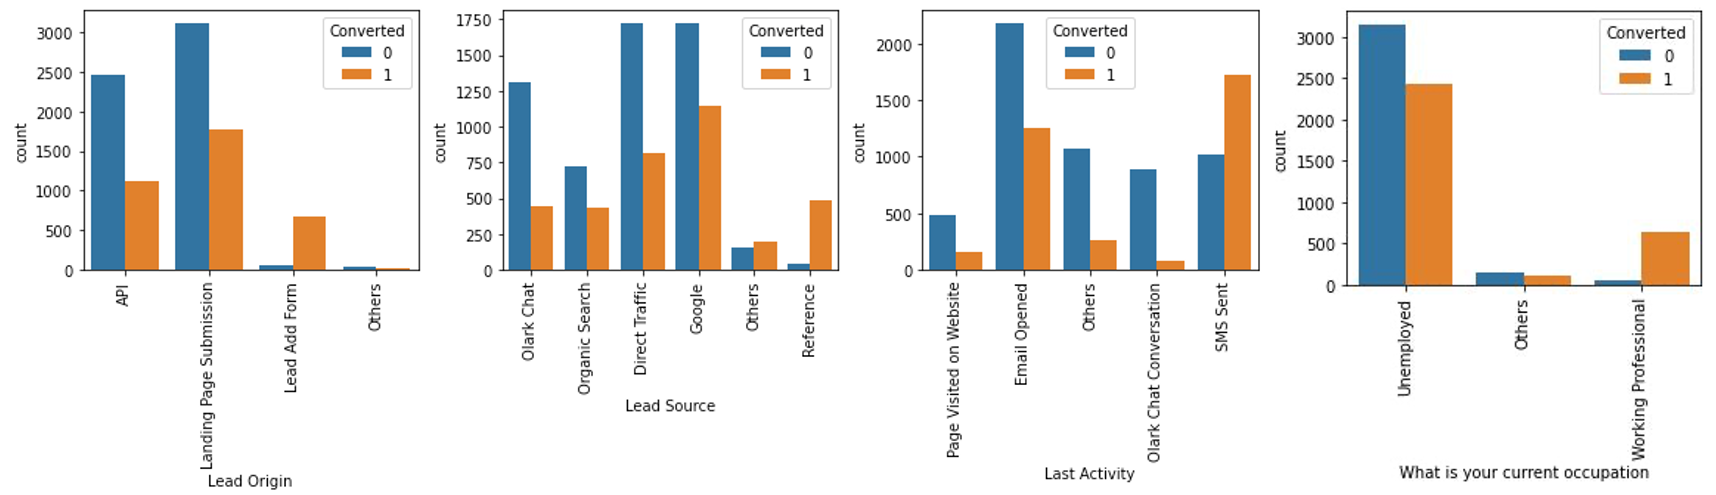 count
3000
2500
2000
1500
1000
500
0
Converted
0
1
API
Landing Page Submission
Lead Add Form
Others
Lead Origin
count
1750
1500
1250
1000
750
500
250
0
Converted
0
1
Olark Chat
Organic Search
Direct Traffic
Google
Others
Reference
Lead Source
count
2000
1500
1000
500
0
Converted
0
1
Page Visited on Website
Email Opened
Others
Olark Chat Conversation
SMS Sent
Last Activity
count
3000
2500
2000
1500
1000
500
0
Converted
0
1
Unemployed
Others
Working Professional
What is your current occupation